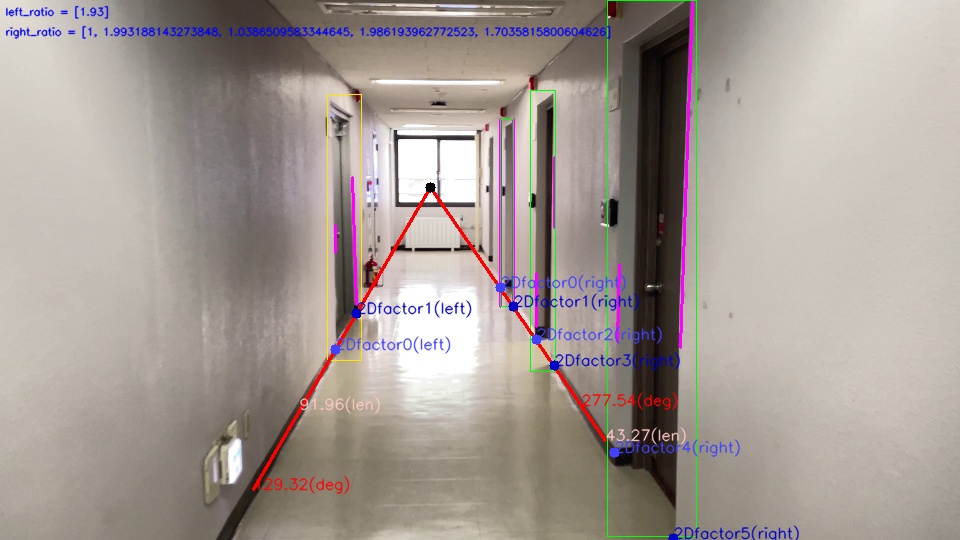 left_ratio = [1.93]
right_ratio = [1, 1.993188143273848, 1.0386509583344645, 1.986193962772523, 1.7035815800604626]
2Dfactor0(right)
2Dfactor1(right)
2Dfactor1(left)
2Dfactor2(right)
2Dfactor0(left)
2Dfactor3(right)
277.54(deg)
91.96(len)
43.27(len)
2Dfactor4(right)
29.32(deg)
2Dfactor5(right)